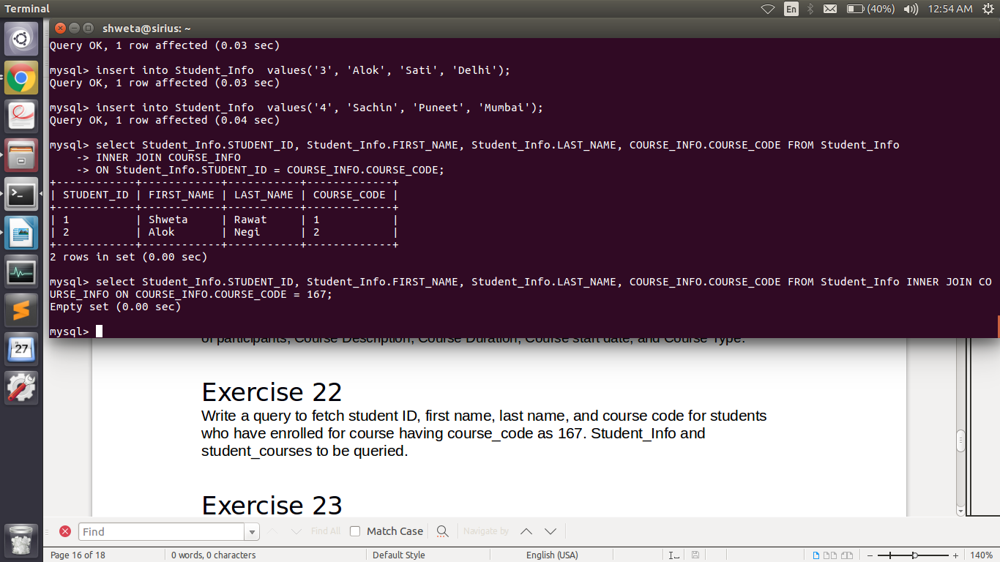 Terminal
En
(40%)
12:54 AM
shweta@sirius: ~
Query OK, 1 row affected (0.03 sec)
mysql> insert into Student_Info  values('3', 'Alok', 'Sati', 'Delhi');
Query OK, 1 row affected (0.03 sec)
mysql> insert into Student_Info  values('4', 'Sachin', 'Puneet', 'Mumbai');
Query OK, 1 row affected (0.04 sec)
mysql> select Student_Info.STUDENT_ID, Student_Info.FIRST_NAME, Student_Info.LAST_NAME, COURSE_INFO.COURSE_CODE FROM Student_Info
    -> INNER JOIN COURSE_INFO
    -> ON Student_Info.STUDENT_ID = COURSE_INFO.COURSE_CODE;
+------------+------------+-----------+-------------+
| STUDENT_ID | FIRST_NAME | LAST_NAME | COURSE_CODE |
+------------+------------+-----------+-------------+
| 1          | Shweta     | Rawat     | 1           |
| 2          | Alok       | Negi      | 2           |
+------------+------------+-----------+-------------+
2 rows in set (0.00 sec)
mysql> select Student_Info.STUDENT_ID, Student_Info.FIRST_NAME, Student_Info.LAST_NAME, COURSE_INFO.COURSE_CODE FROM Student_Info INNER JOIN CO
URSE_INFO ON COURSE_INFO.COURSE_CODE = 167;
Empty set (0.00 sec)
mysql>
27
of participants, Course Description, Course Duration, Course start date, and Course Type.
Exercise 22
Write a query to fetch student ID, first name, last name, and course code for students
who have enrolled for course having course_code as 167. Student_Info and
student_courses to be queried.
Exercise 23
Find
Find All
Match Case
Navigate by
Page 16 of 18
0 words, 0 characters
Default Style
English (USA)
140%